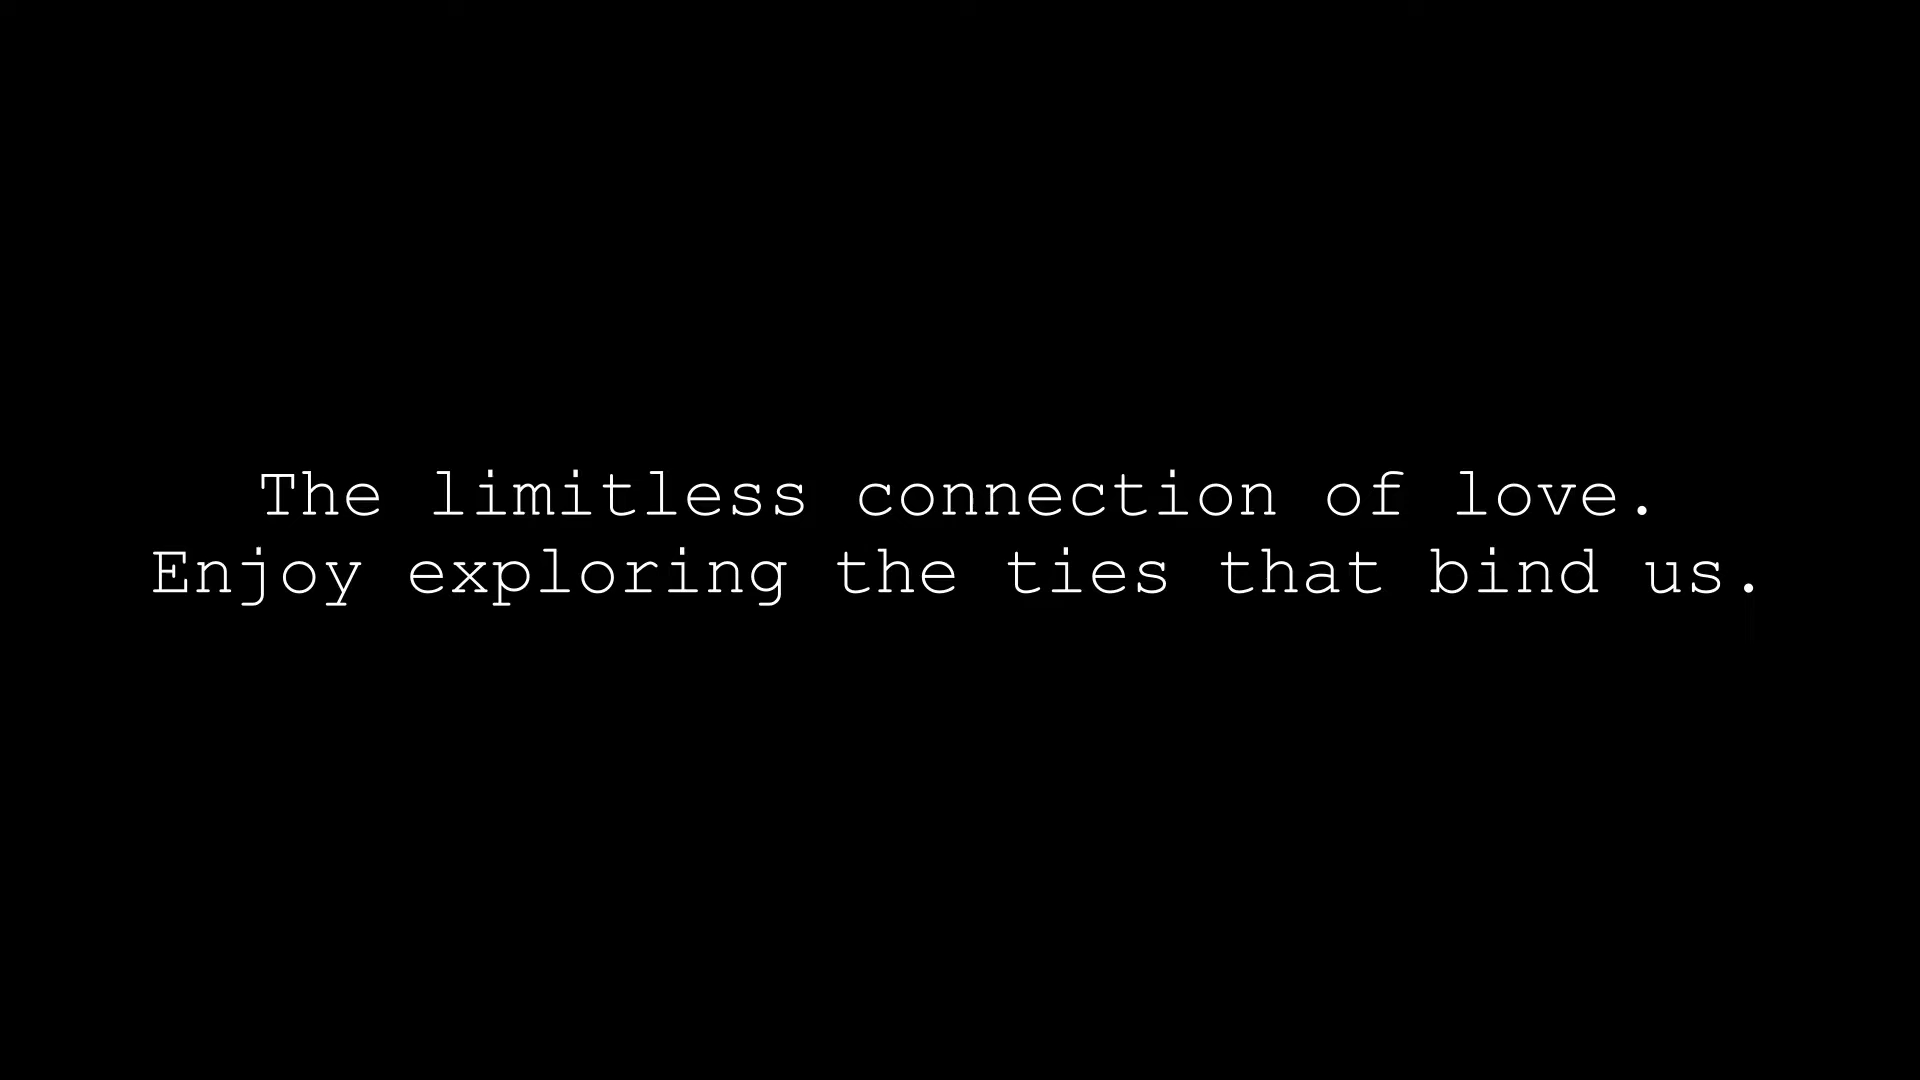 The limitless connection of love.
Enjoy exploring the ties that bind us.